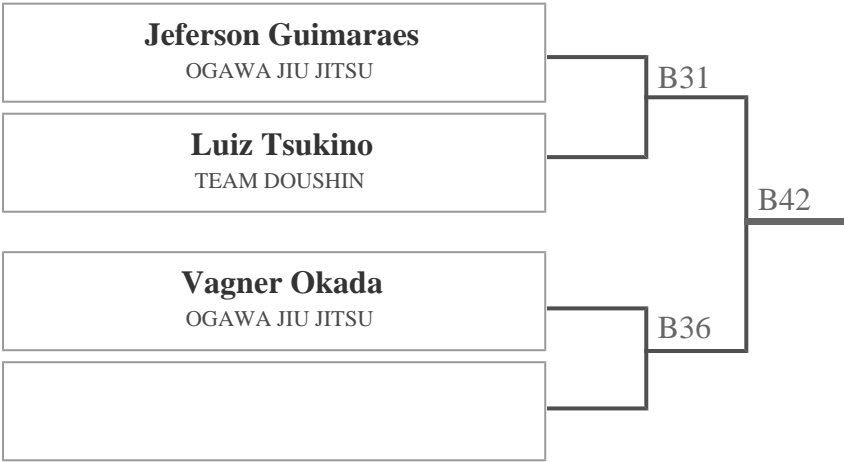 Jeferson Guimaraes
OGAWA JIU JITSU
B31
Luiz Tsukino
TEAM DOUSHIN
B42
Vagner Okada
OGAWA JIU JITSU
B36